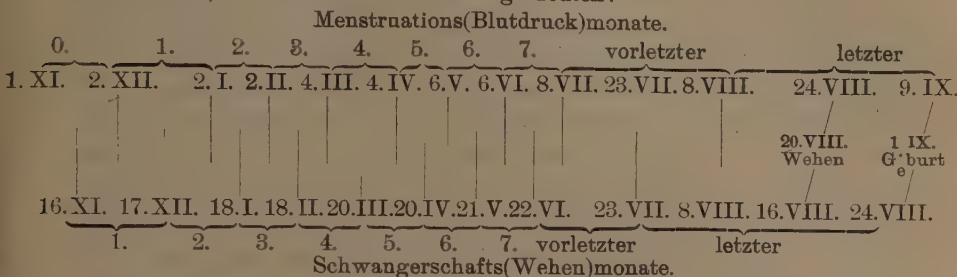 Menstruations(Blutdruck)monate.
0. 1. 2. 3. 4. 5. 6. 7. vorletzter letzter
1. XI. 2. XII. 2. I. 2. II. 4. III. 4. IV. 6. V. 6. VI. 8. VII. 23. VII. 8. VIII. 24. VIII. 9. IX.
20. VIII. 1 IX.
Wehen Geburt
16. XI. 17. XII. 18. I. 18. II. 20. III. 20. IV. 21. V. 22. VI. 23. VII. 8. VIII. 16. VIII. 24. VIII.
1. 2. 3. 4. 5. 6. 7. vorletzter letzter
Schwangerschafts(Wehen)monate.